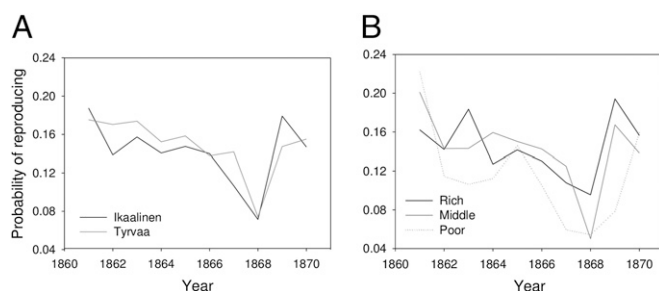 A
B
0.24
0.20
0.16
0.12
0.08
0.04
Probability of reproducing
Ikaalinen
Tyrvaa
1860 1862 1864 1866 1868 1870
Year
0.24
0.20
0.16
0.12
0.08
0.04
Rich
Middle
Poor
1860 1862 1864 1866 1868 1870
Year